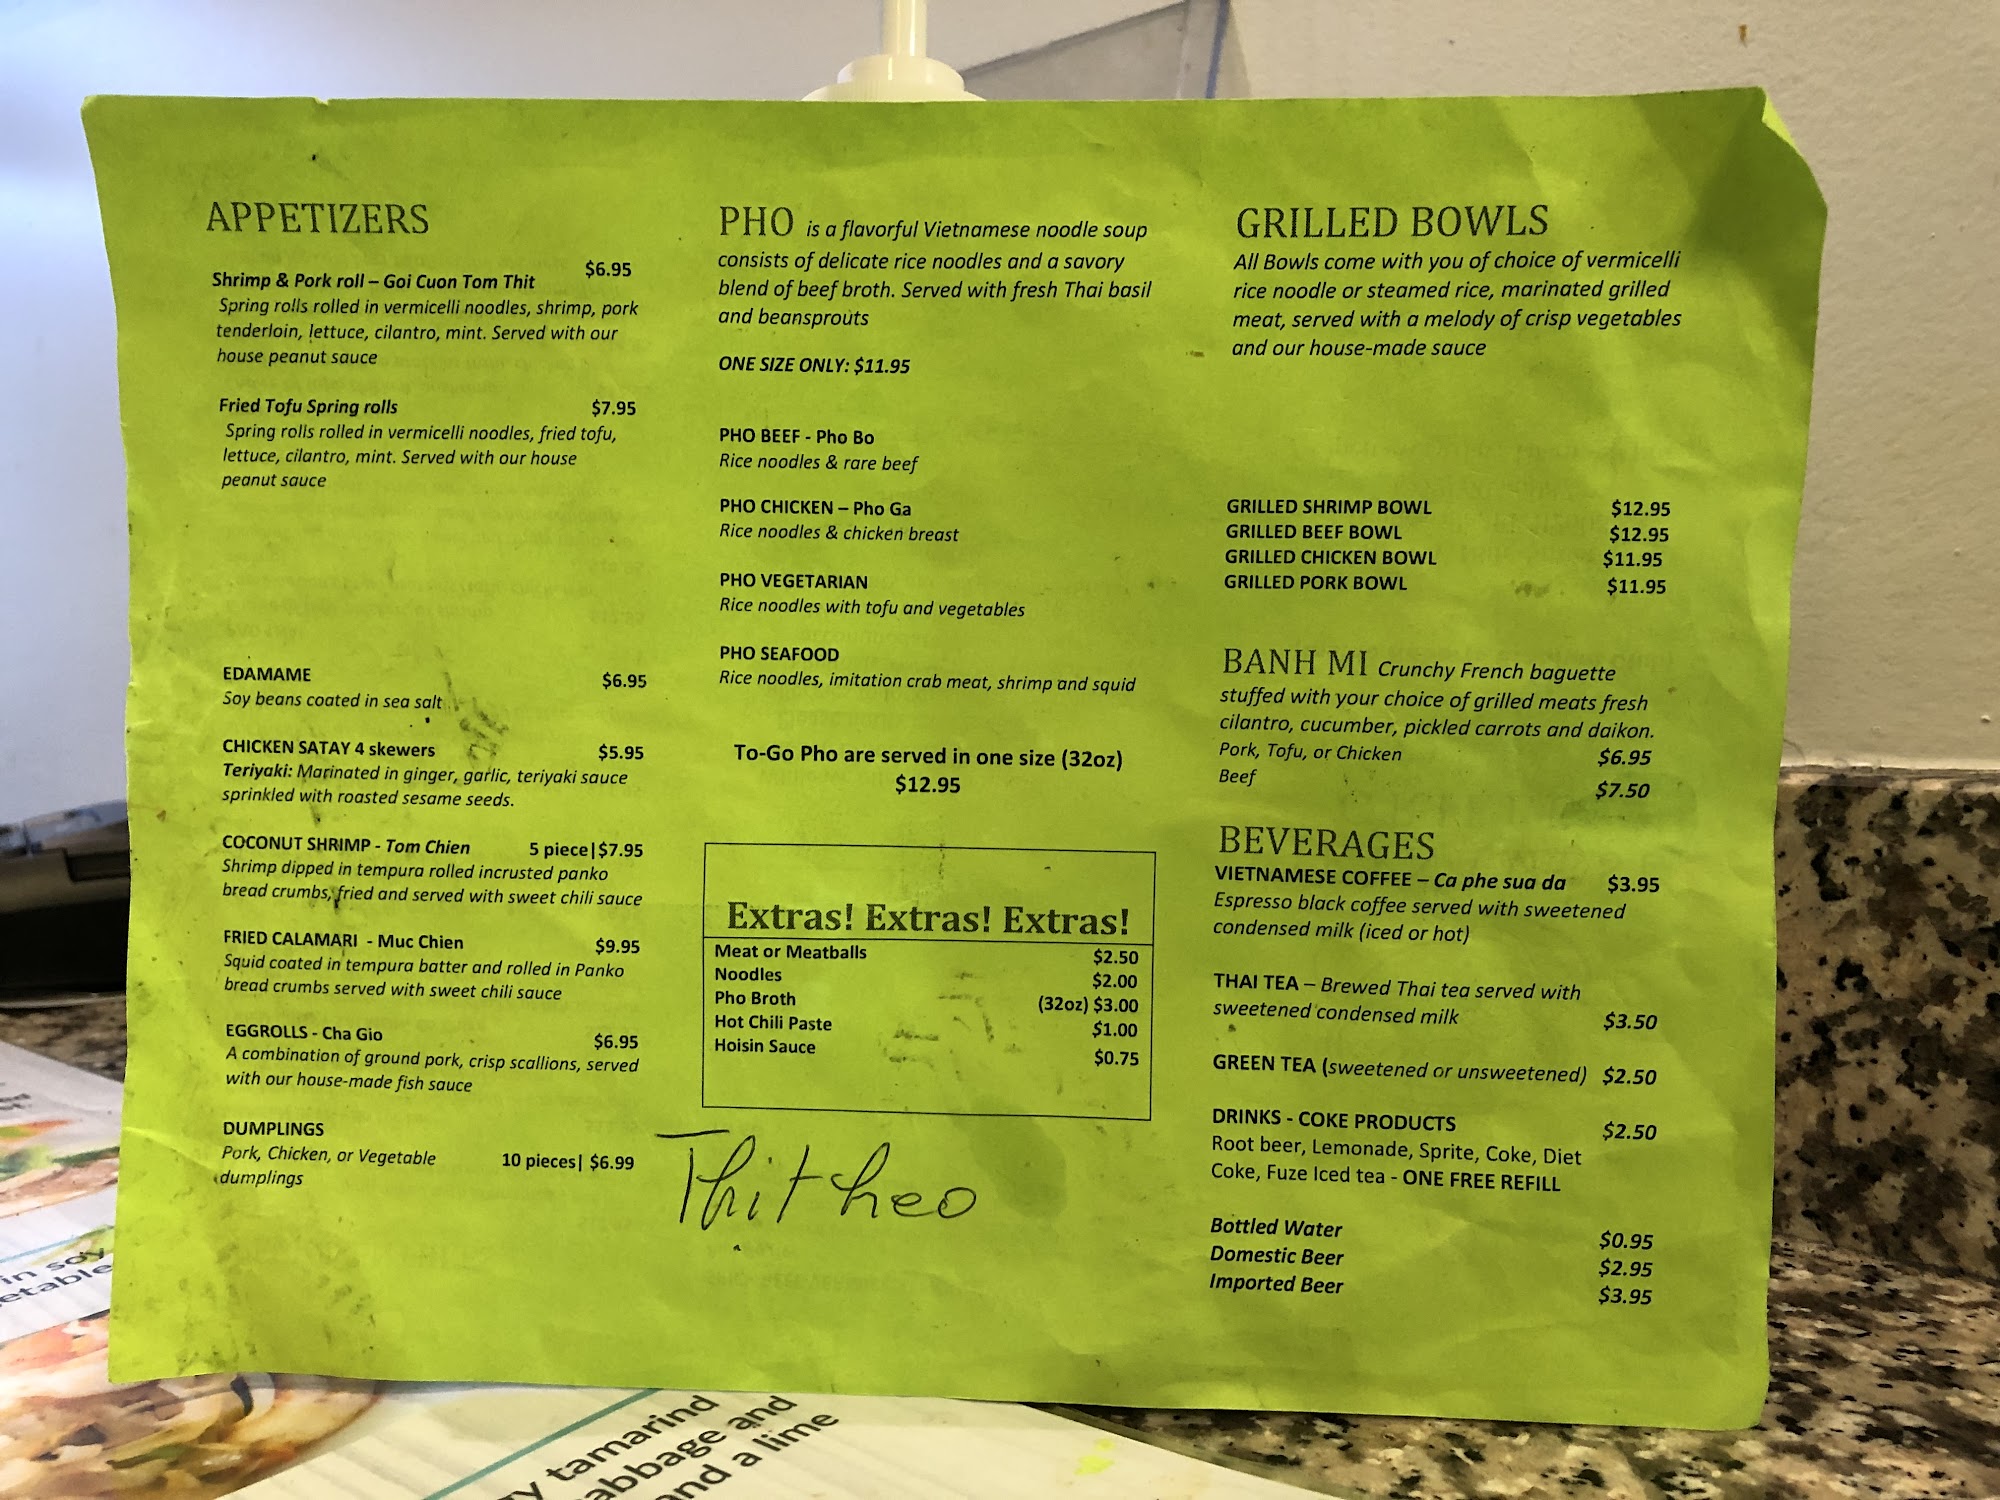 APPETIZERS
Shrimp & Pork roll – Goi Cuon Tom Thit $6.95
Spring rolls rolled in vermicelli noodles, shrimp, pork
tenderloin, lettuce, cilantro, mint. Served with our
house peanut sauce
Fried Tofu Spring rolls $7.95
Spring rolls rolled in vermicelli noodles, fried tofu,
lettuce, cilantro, mint. Served with our house
peanut sauce
EDAMAME $6.95
Soy beans coated in sea salt
CHICKEN SATAY 4 skewers $5.95
Teriyaki: Marinated in ginger, garlic, teriyaki sauce
sprinkled with roasted sesame seeds.
COCONUT SHRIMP - Tom Chien 5 piece|$7.95
Shrimp dipped in tempura rolled incrusted panko
bread crumbs, fried and served with sweet chili sauce
FRIED CALAMARI - Muc Chien $9.95
Squid coated in tempura batter and rolled in Panko
bread crumbs served with sweet chili sauce
EGGROLLS - Cha Gio $6.95
A combination of ground pork, crisp scallions, served
with our house-made fish sauce
DUMPLINGS
Pork, Chicken, or Vegetable 10 pieces| $6.99
dumplings
PHO is a flavorful Vietnamese noodle soup
consists of delicate rice noodles and a savory
blend of beef broth. Served with fresh Thai basil
and beansprouts
ONE SIZE ONLY: $11.95
PHO BEEF - Pho Bo
Rice noodles & rare beef
PHO CHICKEN – Pho Ga
Rice noodles & chicken breast
PHO VEGETARIAN
Rice noodles with tofu and vegetables
PHO SEAFOOD
Rice noodles, imitation crab meat, shrimp and squid
To-Go Pho are served in one size (32oz)
$12.95
Extras! Extras! Extras!
Meat or Meatballs $2.50
Noodles $2.00
Pho Broth (32oz) $3.00
Hot Chili Paste $1.00
Hoisin Sauce $0.75
Thit heo
GRILLED BOWLS
All Bowls come with you of choice of vermicelli
rice noodle or steamed rice, marinated grilled
meat, served with a melody of crisp vegetables
and our house-made sauce
GRILLED SHRIMP BOWL $12.95
GRILLED BEEF BOWL $12.95
GRILLED CHICKEN BOWL $11.95
GRILLED PORK BOWL $11.95
BANH MI Crunchy French baguette
stuffed with your choice of grilled meats fresh
cilantro, cucumber, pickled carrots and daikon.
Pork, Tofu, or Chicken $6.95
Beef $7.50
BEVERAGES
VIETNAMESE COFFEE – Ca phe sua da $3.95
Espresso black coffee served with sweetened
condensed milk (iced or hot)
THAI TEA – Brewed Thai tea served with
sweetened condensed milk $3.50
GREEN TEA (sweetened or unsweetened) $2.50
DRINKS - COKE PRODUCTS $2.50
Root beer, Lemonade, Sprite, Coke, Diet
Coke, Fuze Iced tea - ONE FREE REFILL
Bottled Water $0.95
Domestic Beer $2.95
Imported Beer $3.95
in soy
tamarind
and
and a lime